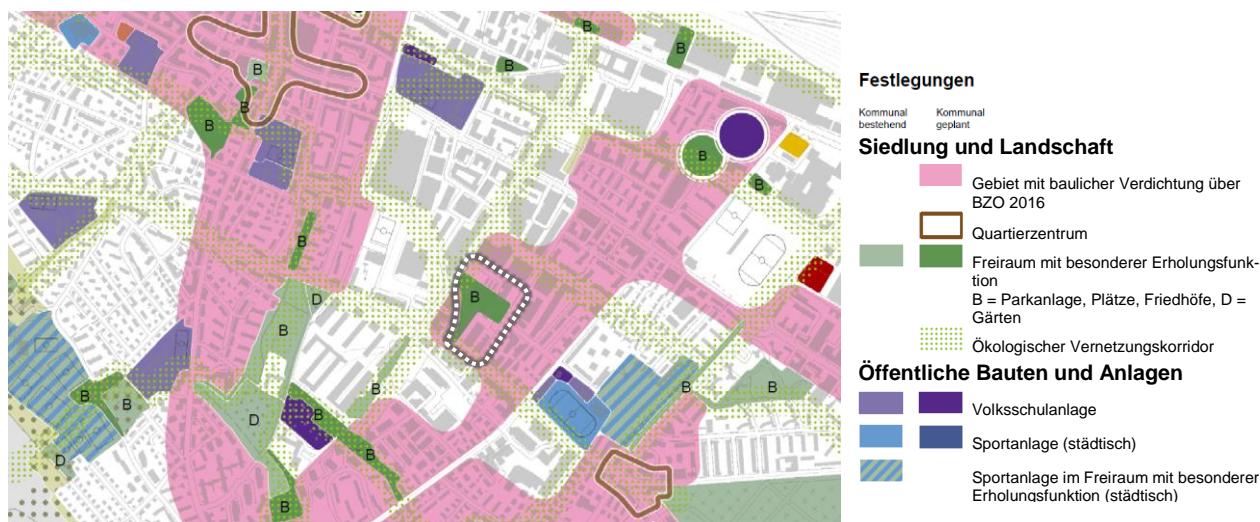 Festlegungen
Kommunal Kommunal
bestehend geplant
Siedlung und Landschaft
Gebiet mit baulicher Verdichtung über
BZO 2016
Quartierzentrum
Freiraum mit besonderer Erholungsfunk-
tion
B = Parkanlage, Plätze, Friedhöfe, D =
Gärten
Ökologischer Vernetzungskorridor
Öffentliche Bauten und Anlagen
Volksschulanlage
Sportanlage (städtisch)
Sportanlage im Freiraum mit besonderer
Erholungsfunktion (städtisch)
B
B
B
B
B
B
B
B
B
D
B
B
B
B
B
B
B
D
B
D
B